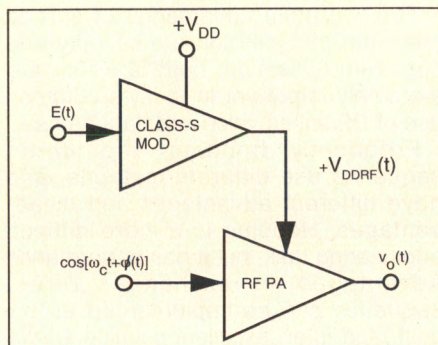 +V_DD
E(t)
CLASS-S
MOD
+V_DDRF(t)
cos[ω_c t+φ(t)]
RF PA
v_o(t)